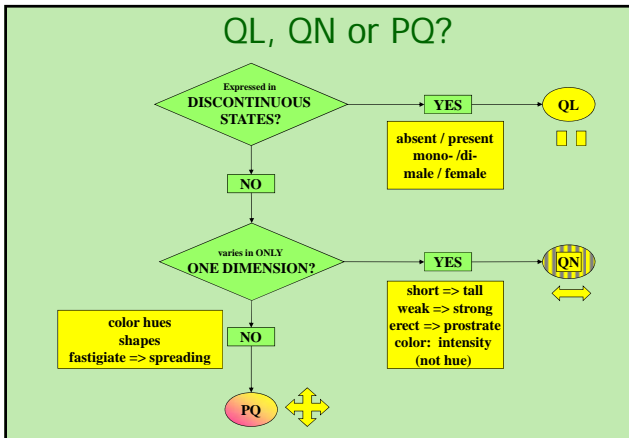 QL, QN or PQ?
Expressed in
DISCONTINUOUS
STATES?
YES
QL
absent / present
mono- /di-
male / female
NO
varies in ONLY
ONE DIMENSION?
YES
QN
short => tall
weak => strong
erect => prostrate
color:  intensity
(not hue)
color hues
shapes
fastigiate => spreading
NO
PQ